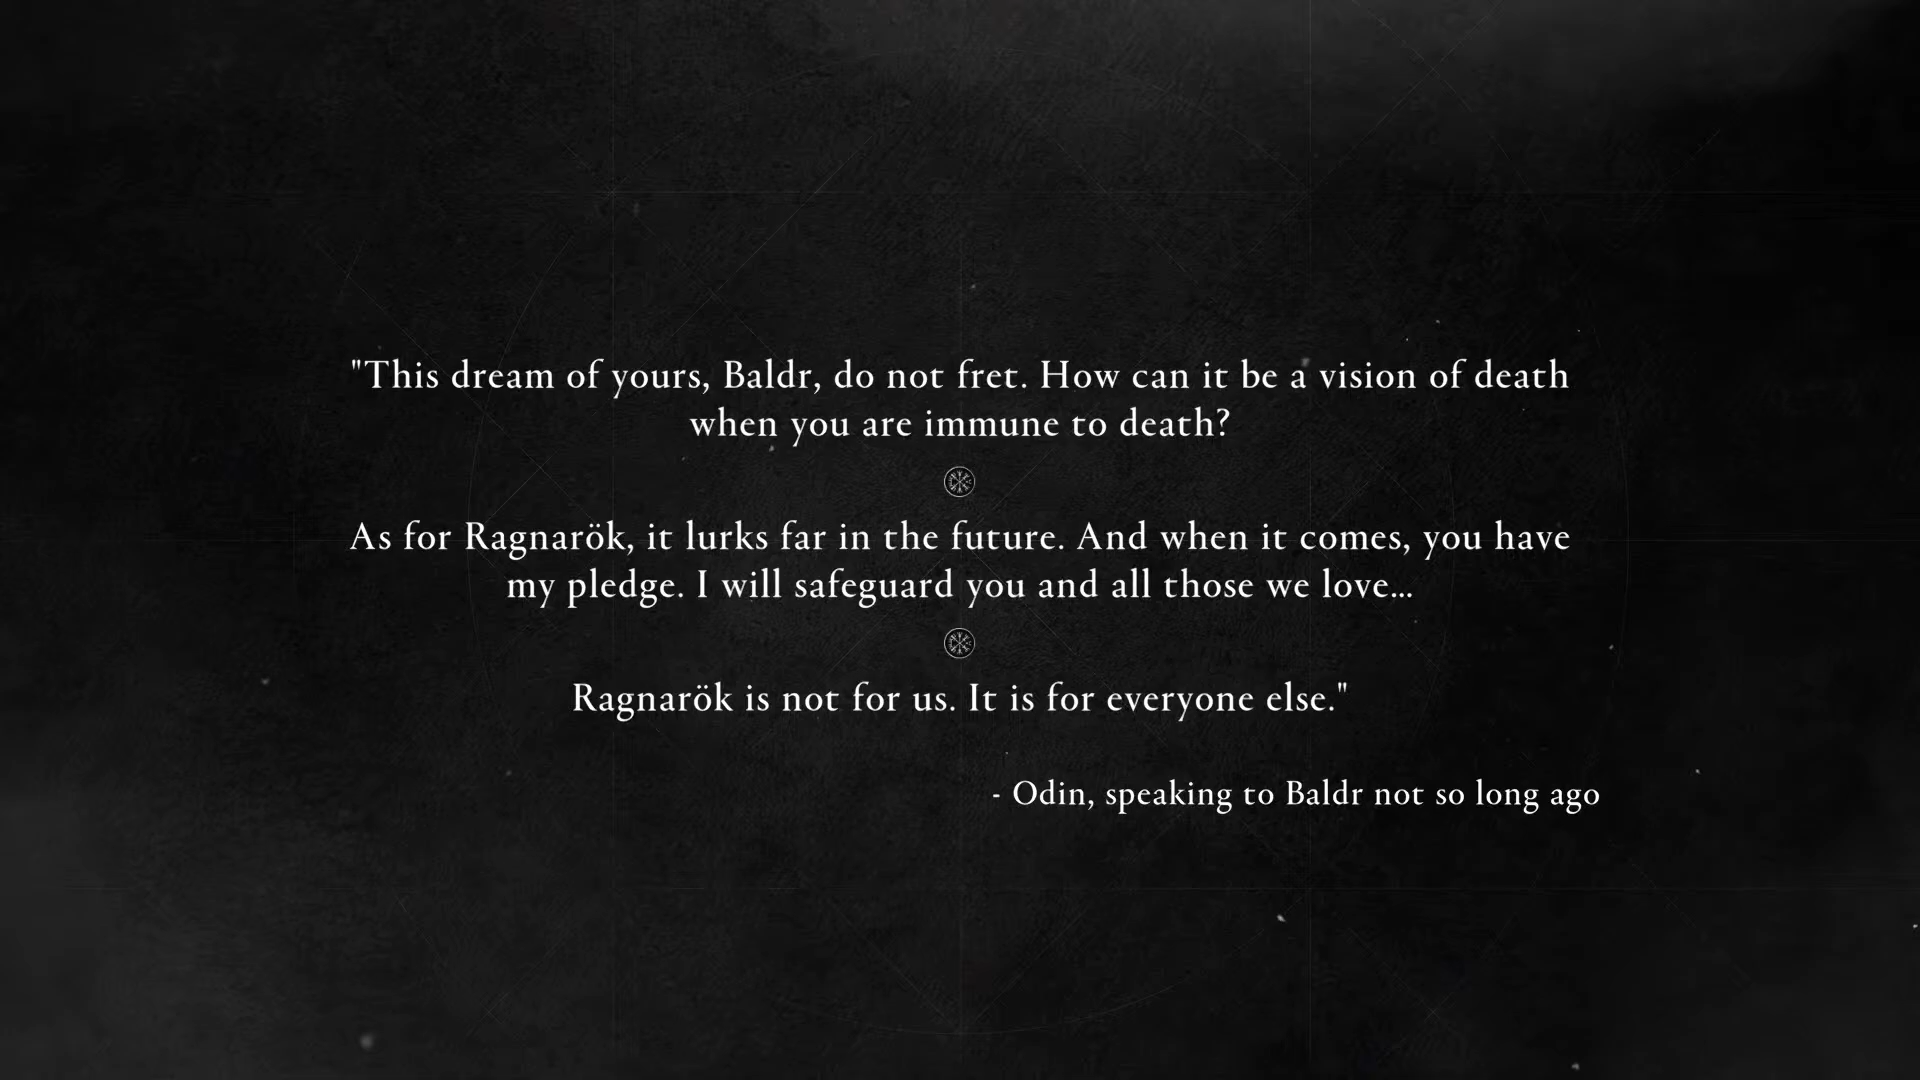 "This dream of yours, Baldr, do not fret. How can it be a vision of death
when you are immune to death?
As for Ragnarök, it lurks far in the future. And when it comes, you have
my pledge. I will safeguard you and all those we love...
Ragnarök is not for us. It is for everyone else."
- Odin, speaking to Baldr not so long ago